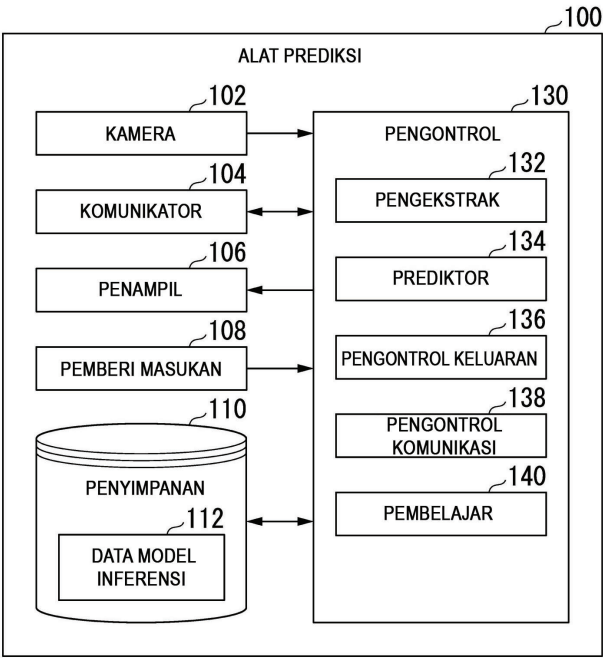 100
ALAT PREDIKSI
102
KAMERA
104
KOMUNIKATOR
106
PENAMPIL
108
PEMBERI MASUKAN
110
PENYIMPANAN
112
DATA MODEL
INFERENSI
130
PENGONTROL
132
PENGEKSTRAK
134
PREDIKTOR
136
PENGONTROL KELUARAN
138
PENGONTROL
KOMUNIKASI
140
PEMBELAJAR